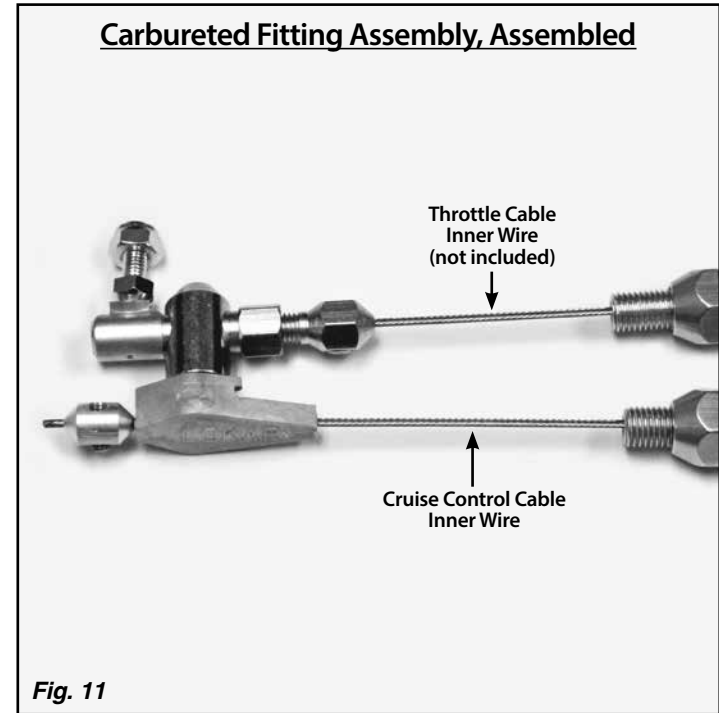 Carbureted Fitting Assembly, Assembled
Throttle Cable
Inner Wire
(not included)
Cruise Control Cable
Inner Wire
Fig. 11